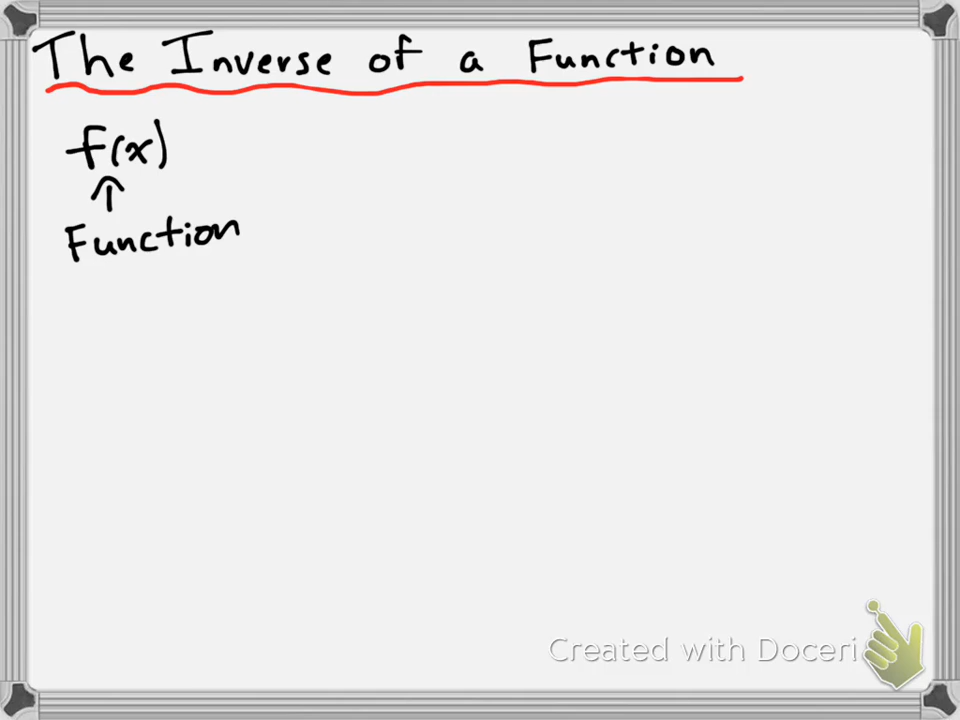 The Inverse of a Function
f(x)
↑
Function
Created with Doceri